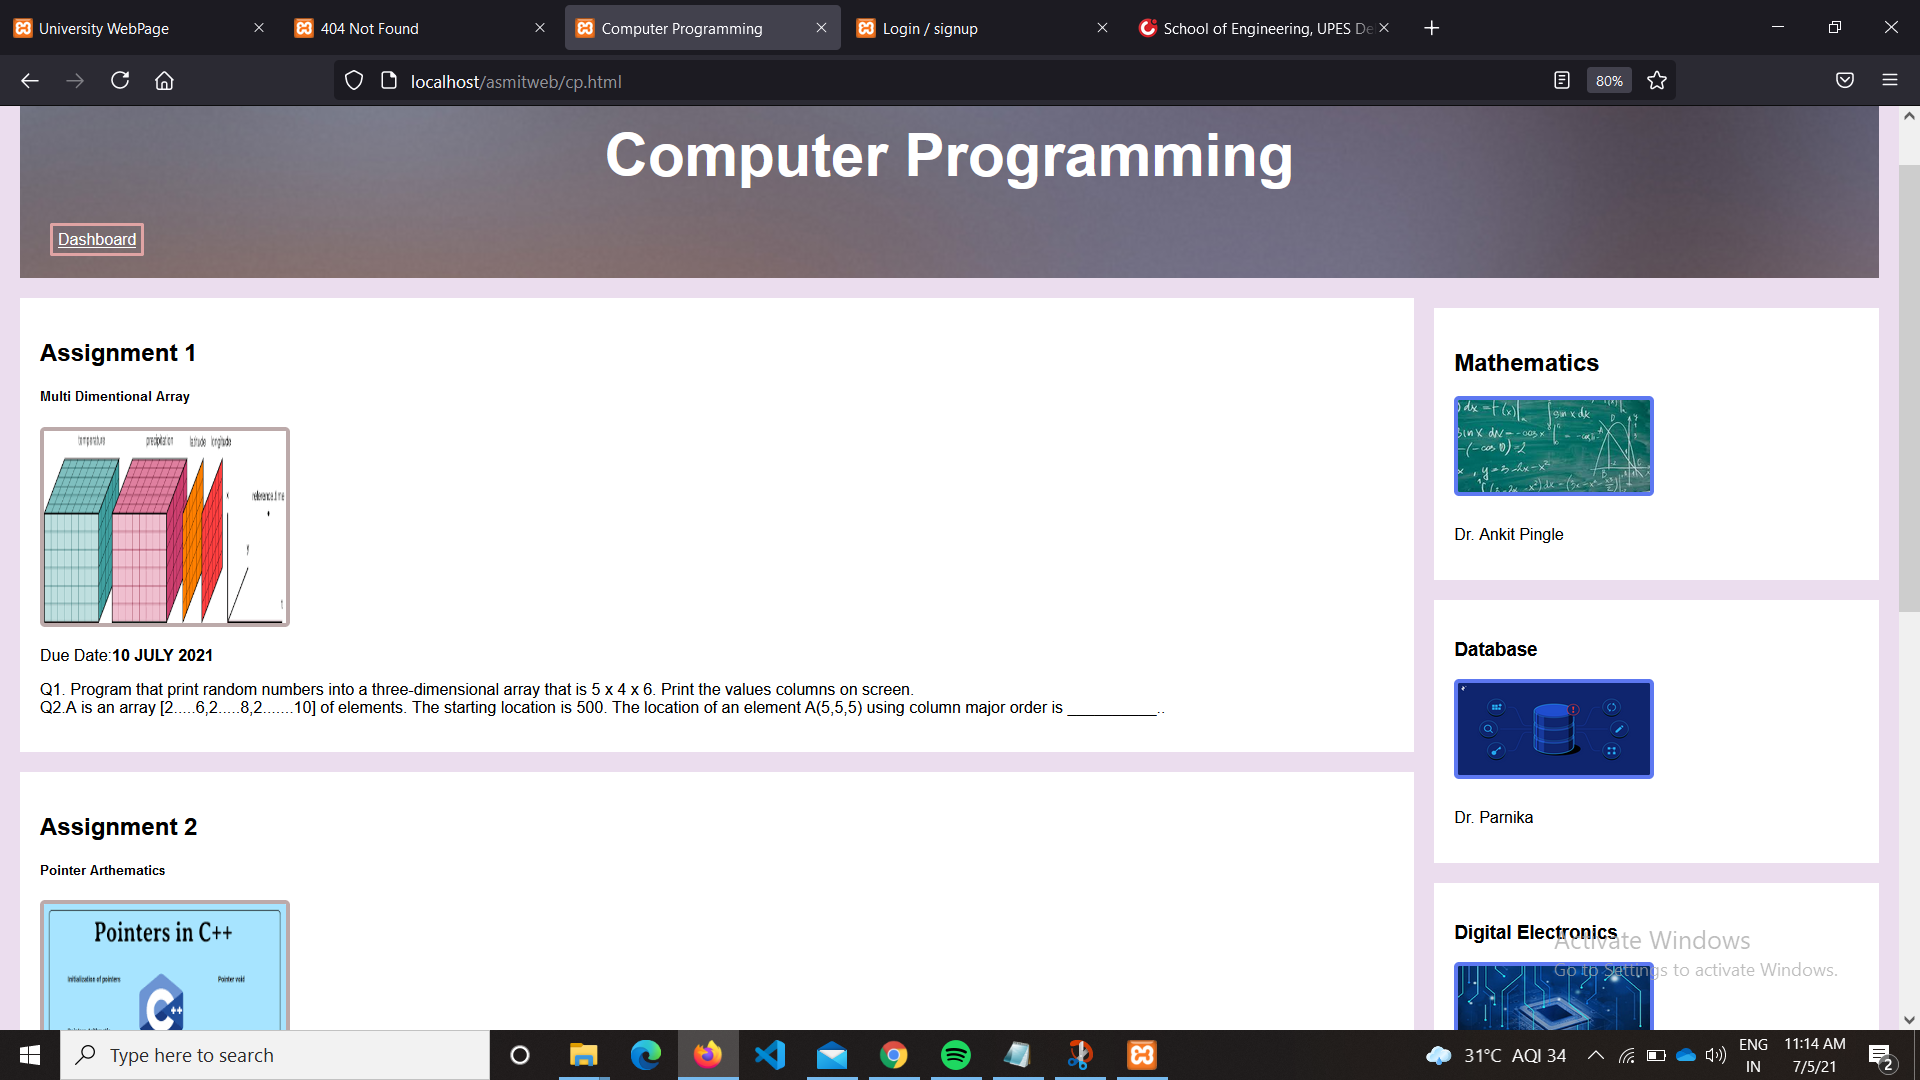 University WebPage
404 Not Found
Computer Programming
Login / signup
School of Engineering, UPES De
localhost/asmitweb/cp.html
80%
Computer Programming
Dashboard
Assignment 1
Multi Dimentional Array
temperature precipitation latitude longitude
x
reference.time
y
t
Due Date:10 JULY 2021
Q1. Program that print random numbers into a three-dimensional array that is 5 x 4 x 6. Print the values columns on screen.
Q2.A is an array [2.....6,2.....8,2.......10] of elements. The starting location is 500. The location of an element A(5,5,5) using column major order is __________..
Assignment 2
Pointer Arthematics
Pointers in C++
Initialization of pointers
Pointer void
C++
Mathematics
Dr. Ankit Pingle
Database
Dr. Parnika
Digital Electronics
Activate Windows
Go to Settings to activate Windows.
Type here to search
31°C AQI 34
ENG
IN
11:14 AM
7/5/21
2